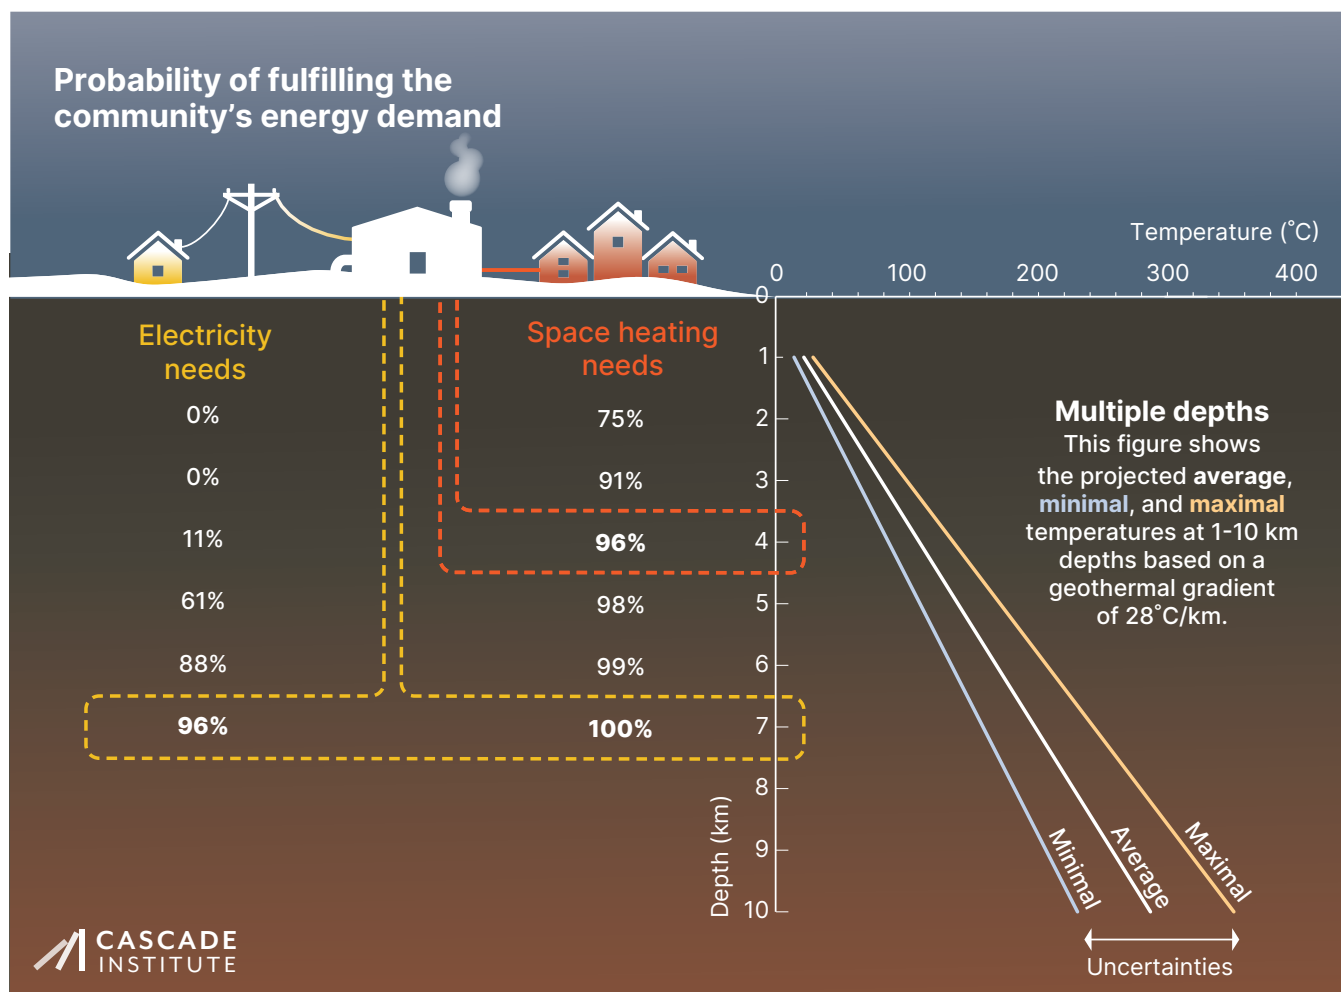 Probability of fulfilling the
community’s energy demand
Temperature (˚C)
0 100 200 300 400
0
Electricity
needs
Space heating
needs
1
0% 75% 2
0% 91% 3
11% 96% 4
61% 98% 5
88% 99% 6
96% 100% 7
8
9
10
Depth (km)
Multiple depths
This figure shows
the projected average,
minimal, and maximal
temperatures at 1-10 km
depths based on a
geothermal gradient
of 28˚C/km.
Minimal
Average
Maximal
Uncertainties
CASCADE
INSTITUTE